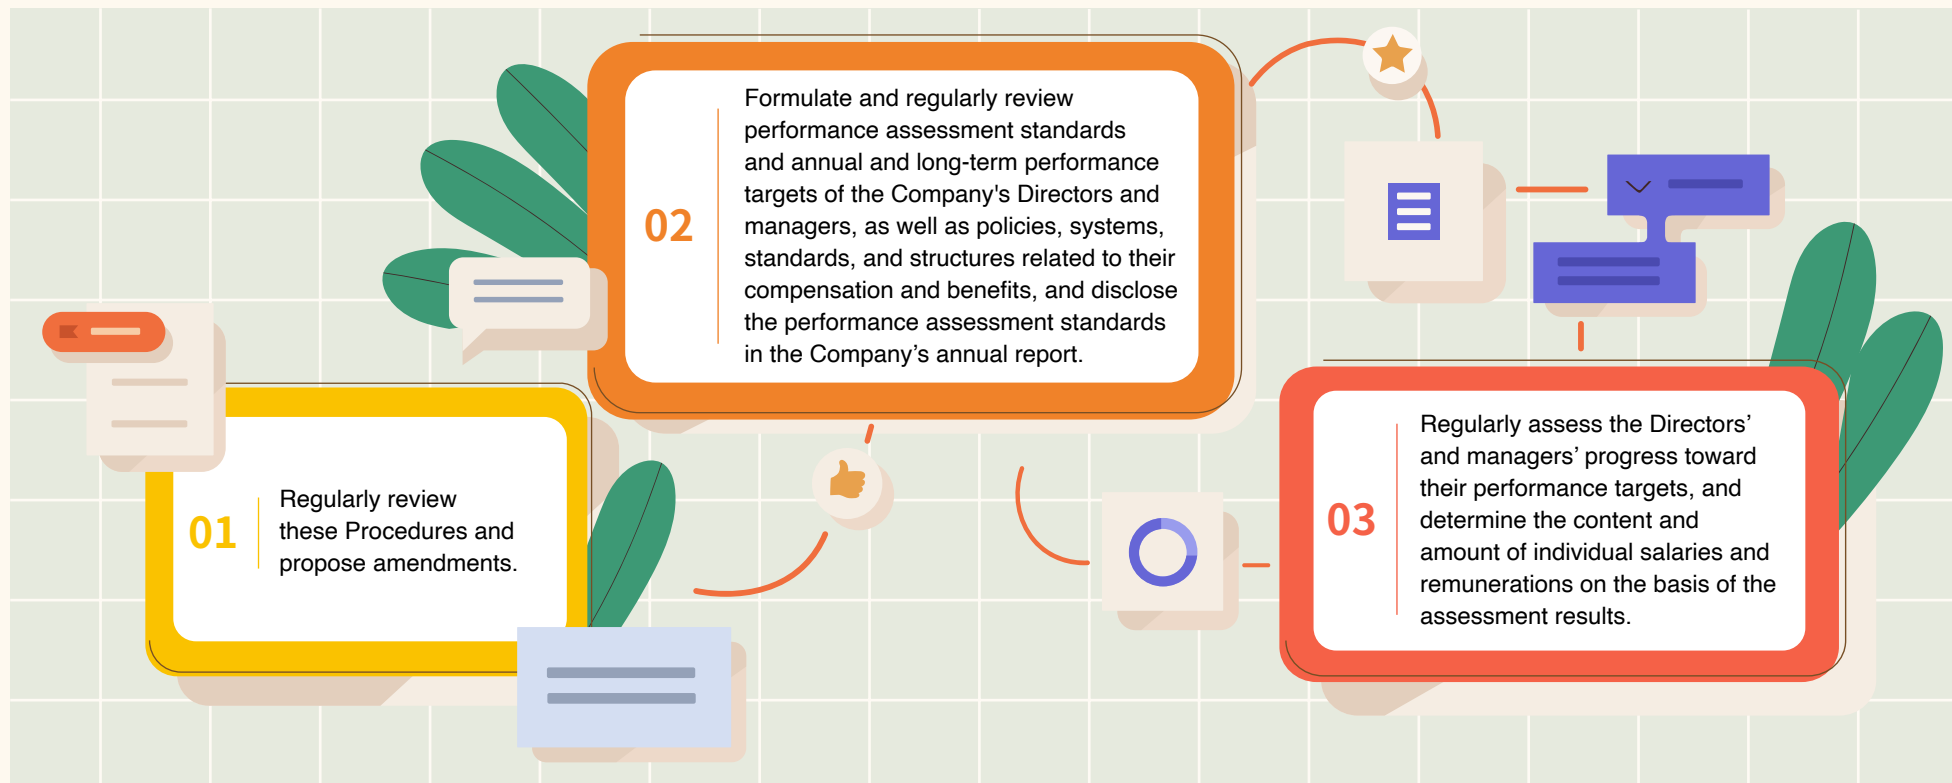 01
Regularly review
these Procedures and
propose amendments.
02
Formulate and regularly review
performance assessment standards
and annual and long-term performance
targets of the Company's Directors and
managers, as well as policies, systems,
standards, and structures related to their
compensation and benefits, and disclose
the performance assessment standards
in the Company’s annual report.
03
Regularly assess the Directors’
and managers’ progress toward
their performance targets, and
determine the content and
amount of individual salaries and
remunerations on the basis of the
assessment results.